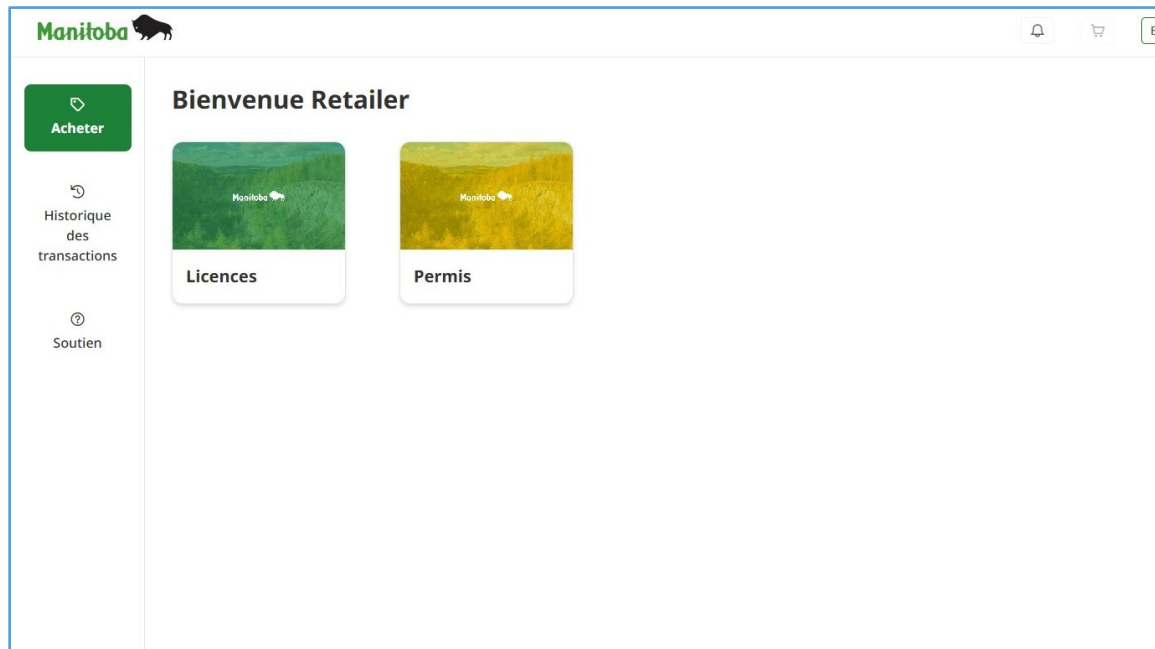 Manitoba
Acheter
Historique
des
transactions
Soutien
Bienvenue Retailer
Manitoba
Licences
Manitoba
Permis